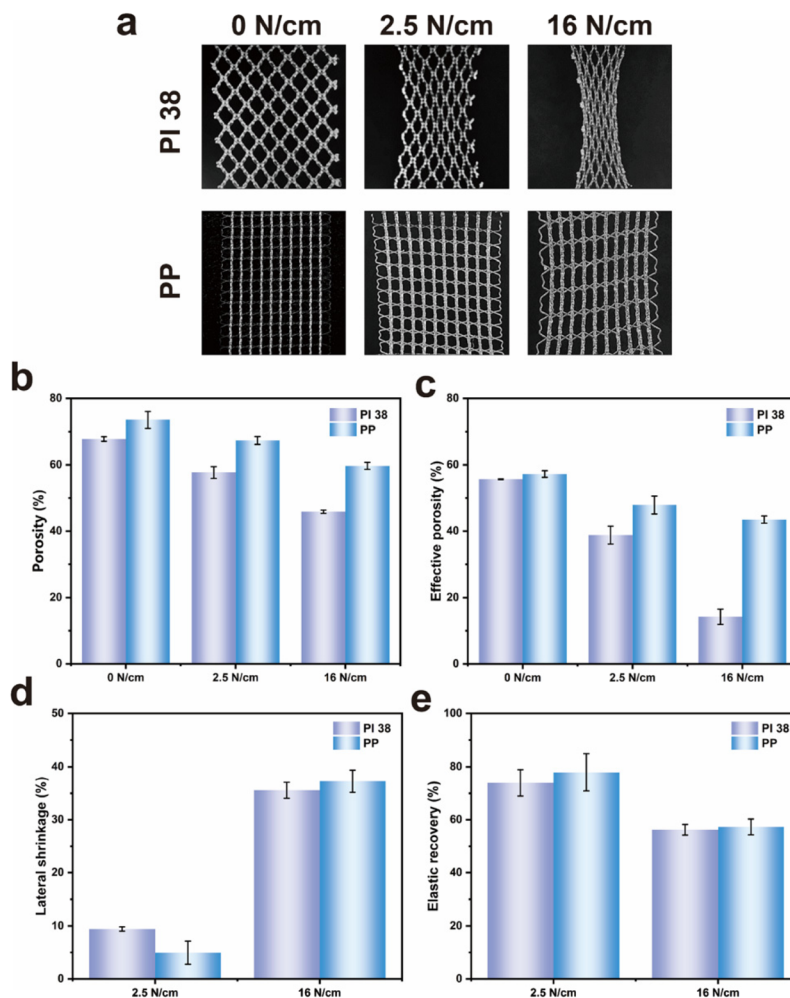 a
0 N/cm 2.5 N/cm 16 N/cm
PI 38
PP
b
80
60
40
20
0
Porosity (%)
PI 38
PP
0 N/cm 2.5 N/cm 16 N/cm
c
80
60
40
20
0
Effective porosity (%)
PI 38
PP
0 N/cm 2.5 N/cm 16 N/cm
d
50
40
30
20
10
0
Lateral shrinkage (%)
PI 38
PP
2.5 N/cm 16 N/cm
e
100
80
60
40
20
0
Elastic recovery (%)
PI 38
PP
2.5 N/cm 16 N/cm